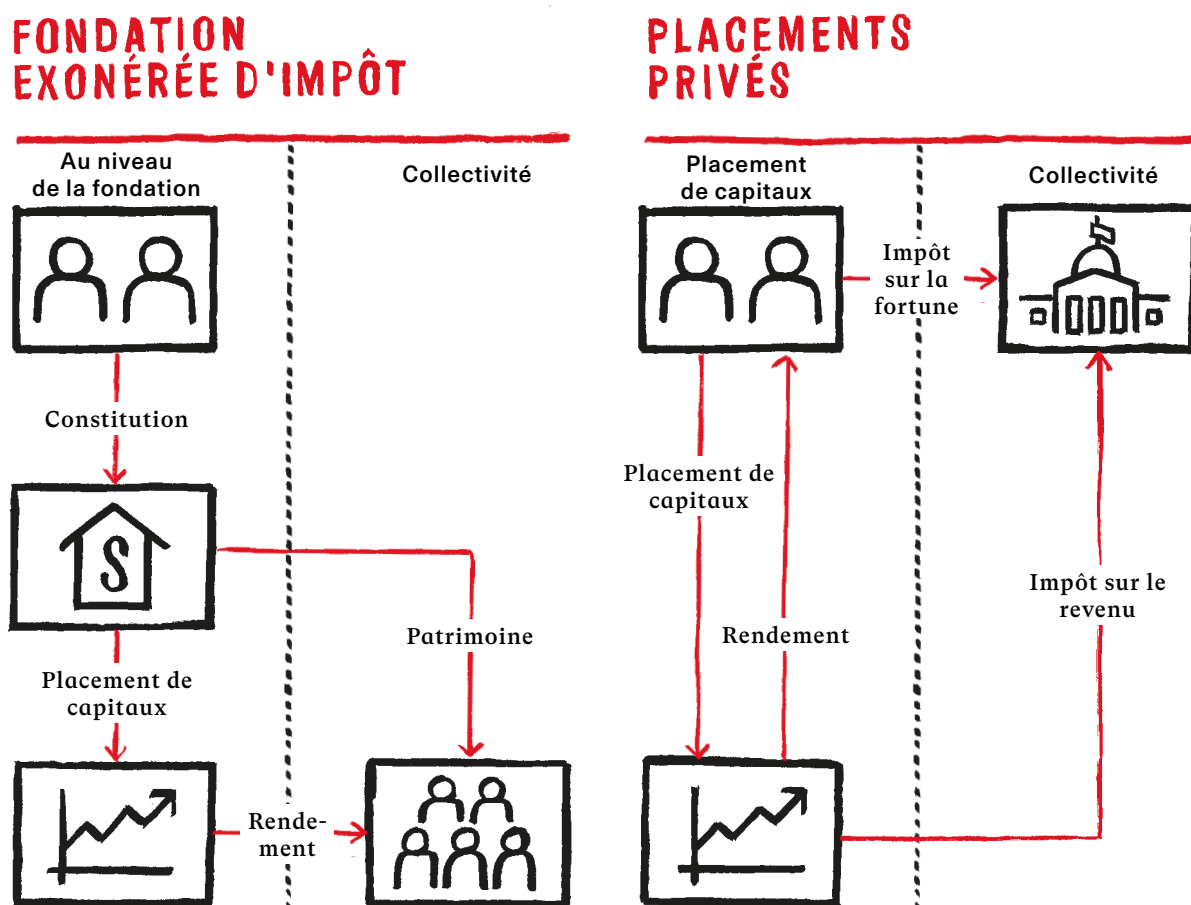 FONDATION
EXONÉRÉE D'IMPÔT
Au niveau
de la fondation
Collectivité
Constitution
S
Patrimoine
Placement de
capitaux
Rende-
ment
PLACEMENTS
PRIVÉS
Placement
de capitaux
Collectivité
Impôt
sur la
fortune
Placement de
capitaux
Rendement
Impôt sur le
revenu